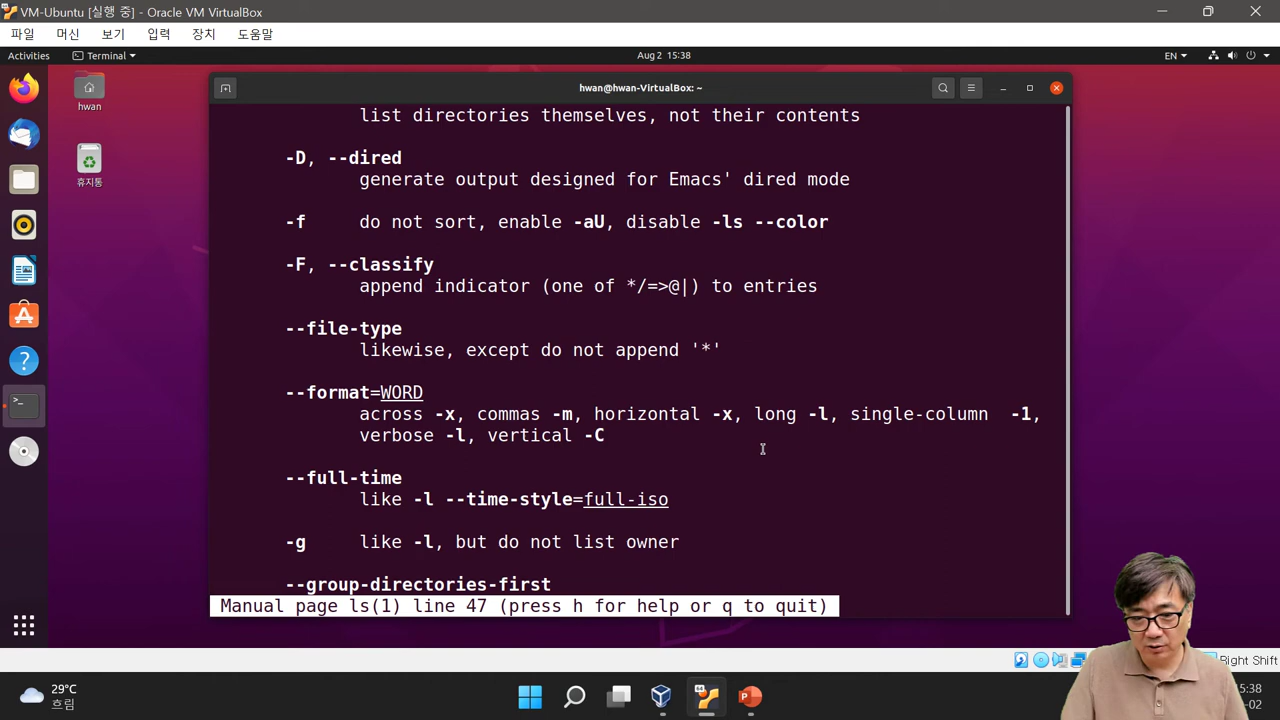 VM-Ubuntu [실행 중] - Oracle VM VirtualBox
파일 머신 보기 입력 장치 도움말
Activities Terminal Aug 2 15:38 EN
hwan@hwan-VirtualBox: ~
hwan
휴지통
list directories themselves, not their contents
-D, --dired
generate output designed for Emacs' dired mode
-f do not sort, enable -aU, disable -ls --color
-F, --classify
append indicator (one of */=>@|) to entries
--file-type
likewise, except do not append '*'
--format=WORD
across -x, commas -m, horizontal -x, long -l, single-column -1,
verbose -l, vertical -C
--full-time
like -l --time-style=full-iso
-g like -l, but do not list owner
--group-directories-first
Manual page ls(1) line 47 (press h for help or q to quit)
Right Shift
29°C
흐림
15:38
-02